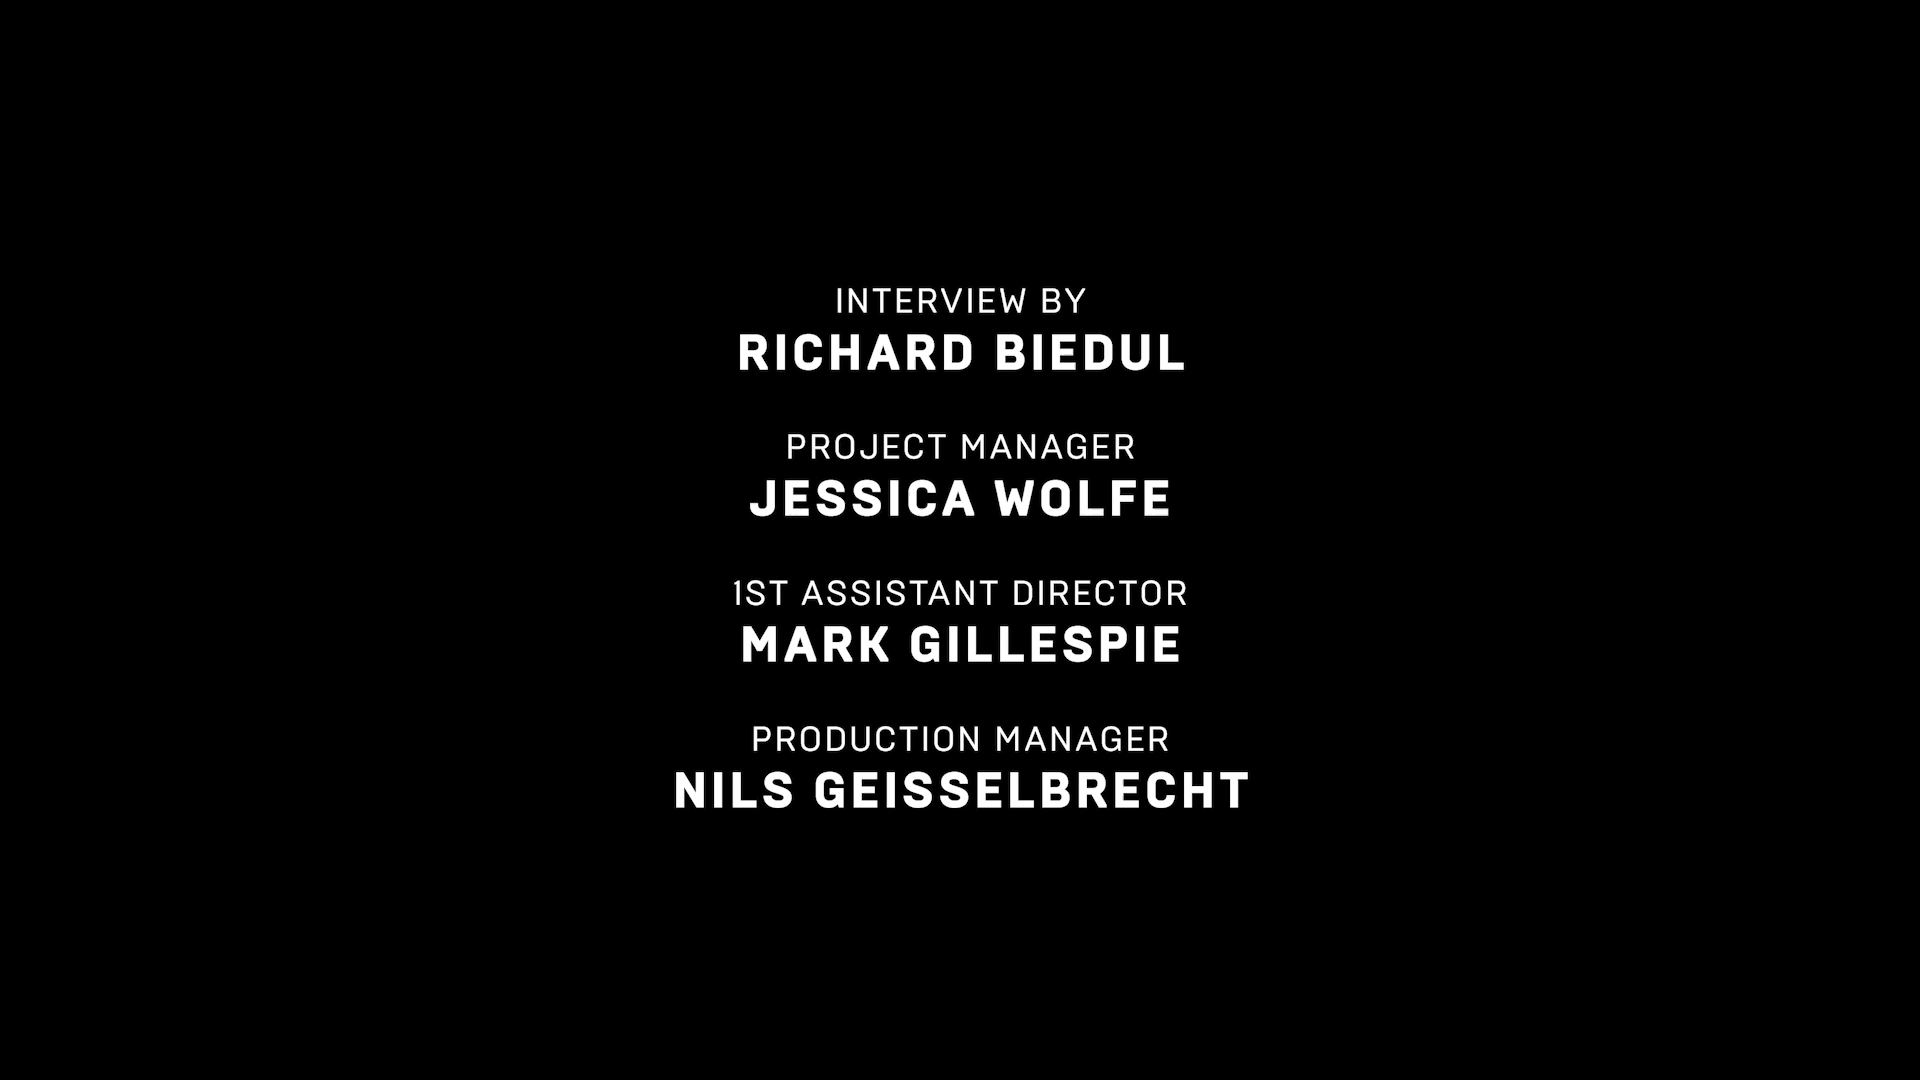 INTERVIEW BY
RICHARD BIEDUL
PROJECT MANAGER
JESSICA WOLFE
1ST ASSISTANT DIRECTOR
MARK GILLESPIE
PRODUCTION MANAGER
NILS GEISSELBRECHT